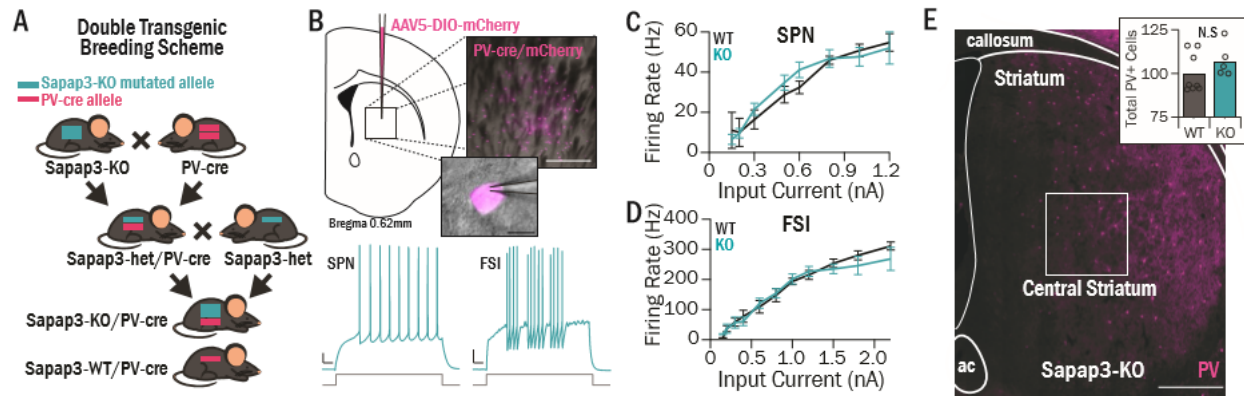 A
Double Transgenic
Breeding Scheme
Sapap3-KO mutated allele
PV-cre allele
Sapap3-KO
PV-cre
Sapap3-het/PV-cre
Sapap3-het
Sapap3-KO/PV-cre
Sapap3-WT/PV-cre
B
AAV5-DIO-mCherry
PV-cre/mCherry
Bregma 0.62mm
SPN
FSI
C
SPN
WT
KO
Firing Rate (Hz)
60
40
20
0
0
0.3
0.6
0.9
1.2
Input Current (nA)
D
FSI
WT
KO
Firing Rate (Hz)
400
300
200
100
0
0
0.5
1.0
1.5
2.0
Input Current (nA)
E
callosum
Striatum
N.S
Total PV+ Cells
125
100
75
WT
KO
Central Striatum
ac
Sapap3-KO
PV